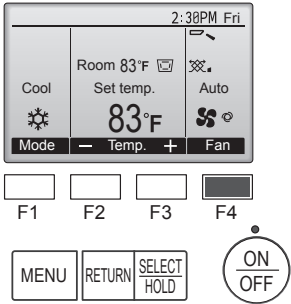 2:30PM Fri
Room 83°F
Cool Set temp. Auto
83°F
Mode − Temp. + Fan
F1 F2 F3 F4
MENU RETURN SELECT/HOLD ON/OFF